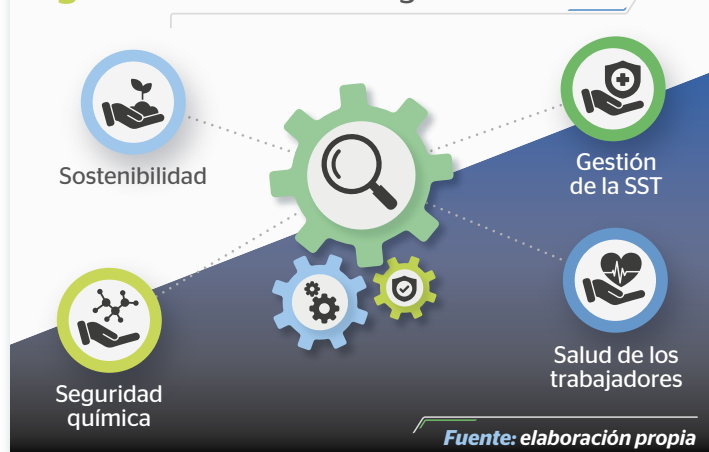 Sostenibilidad
Gestión
de la SST
Seguridad
química
Salud de los
trabajadores
Fuente: elaboración propia